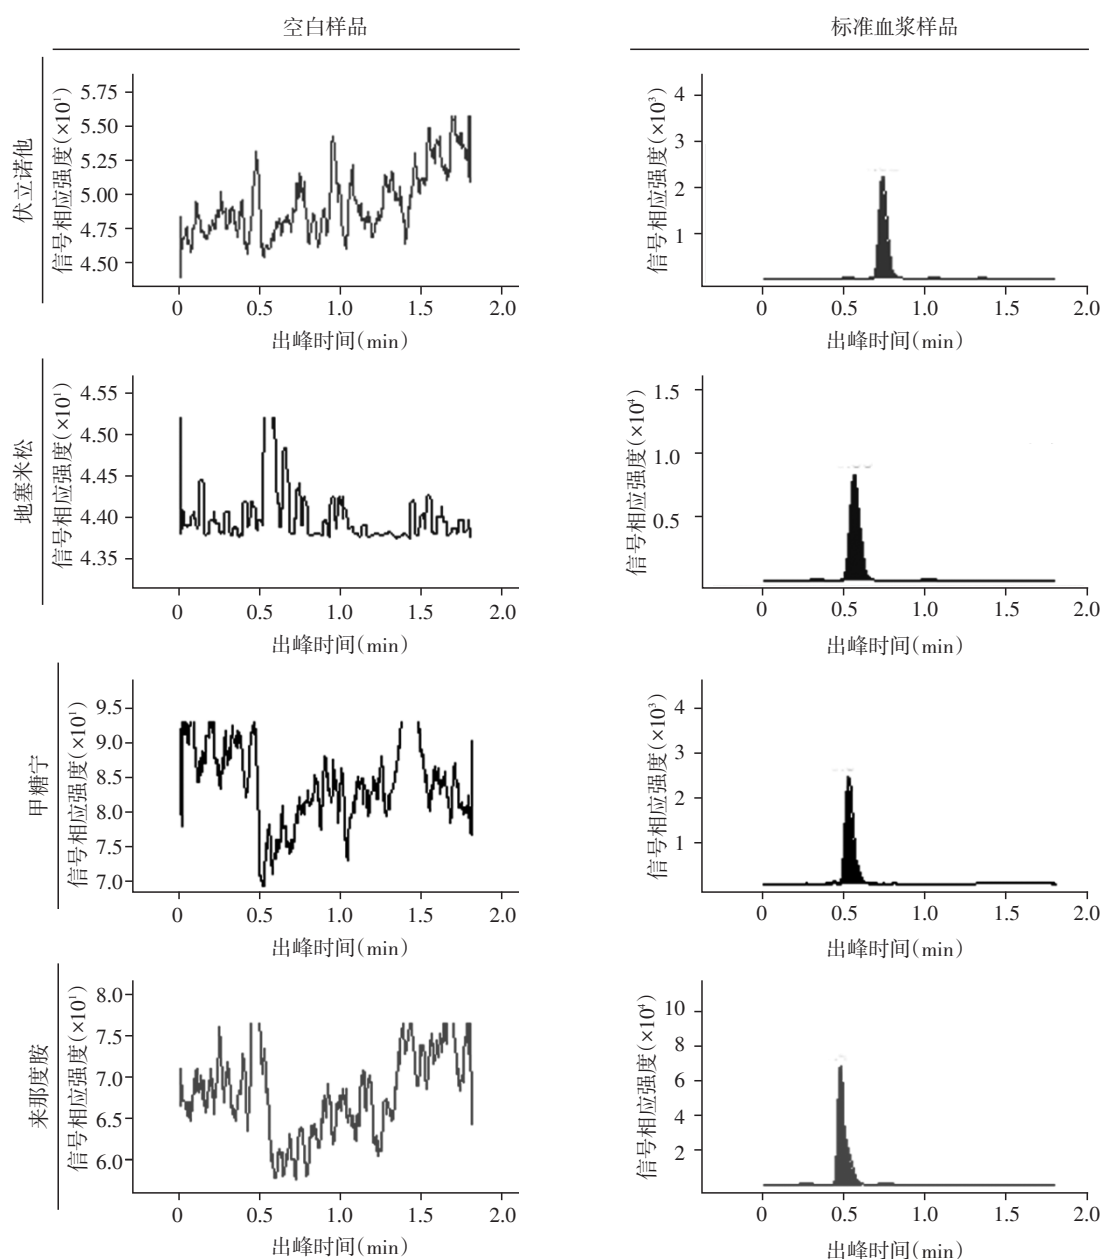 空白样品
标准血浆样品
伏立诺他
信号相应强度(×10¹)
5.75
5.50
5.25
5.00
4.75
4.50
0 0.5 1.0 1.5 2.0
出峰时间(min)
信号相应强度(×10³)
4
3
2
1
0 0.5 1.0 1.5 2.0
出峰时间(min)
地塞米松
信号相应强度(×10¹)
4.55
4.50
4.45
4.40
4.35
0 0.5 1.0 1.5 2.0
出峰时间(min)
信号相应强度(×10⁴)
1.5
1.0
0.5
0 0.5 1.0 1.5 2.0
出峰时间(min)
甲糖宁
信号相应强度(×10¹)
9.5
9.0
8.5
8.0
7.5
7.0
0 0.5 1.0 1.5 2.0
出峰时间(min)
信号相应强度(×10³)
4
3
2
1
0 0.5 1.0 1.5 2.0
出峰时间(min)
来那度胺
信号相应强度(×10¹)
8.0
7.5
7.0
6.5
6.0
0 0.5 1.0 1.5 2.0
出峰时间(min)
信号相应强度(×10⁴)
10
8
6
4
2
0 0.5 1.0 1.5 2.0
出峰时间(min)